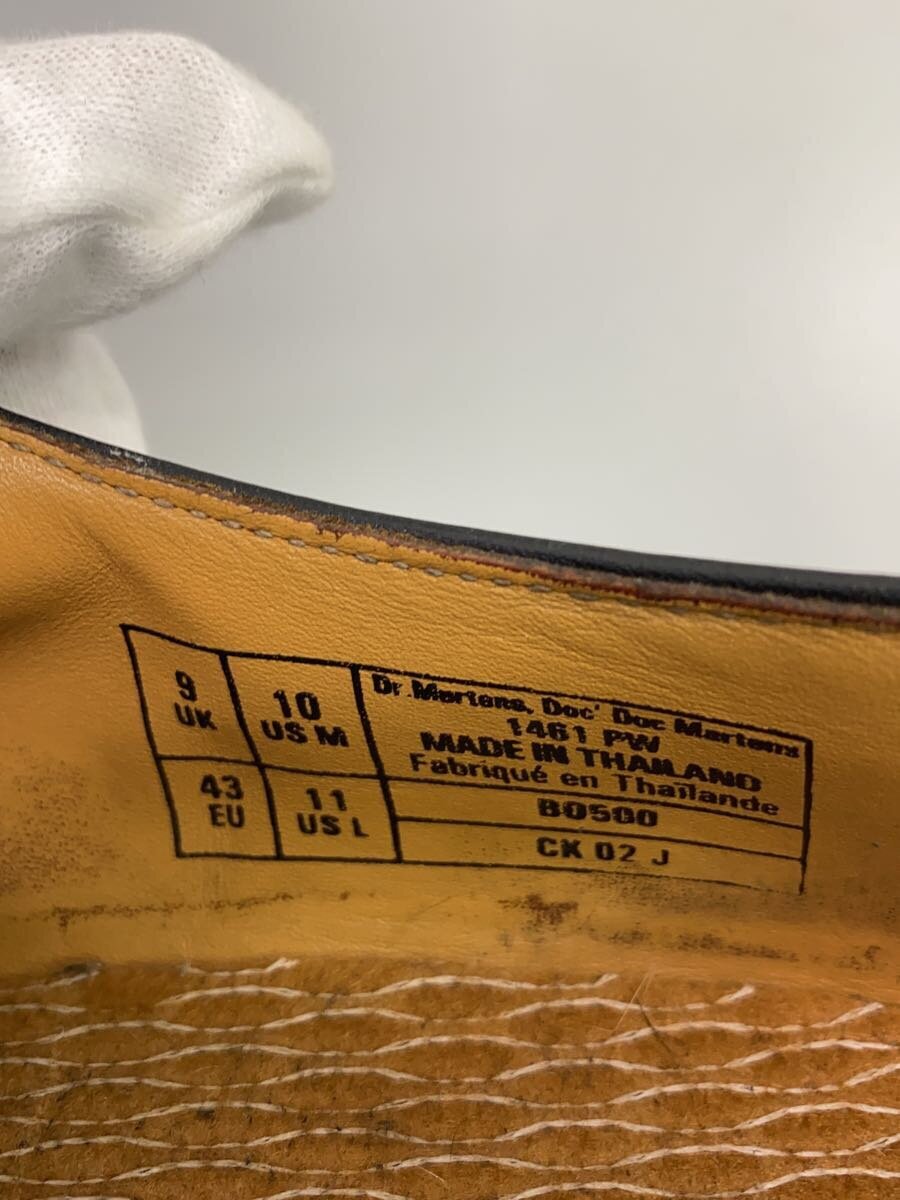 9
UK
10
US M
43
EU
11
US L
Dr. Martens, Doc' Doc Martens
1461 PW
MADE IN THAILAND
Fabriqué en Thaïlande
BO500
CK 02 J